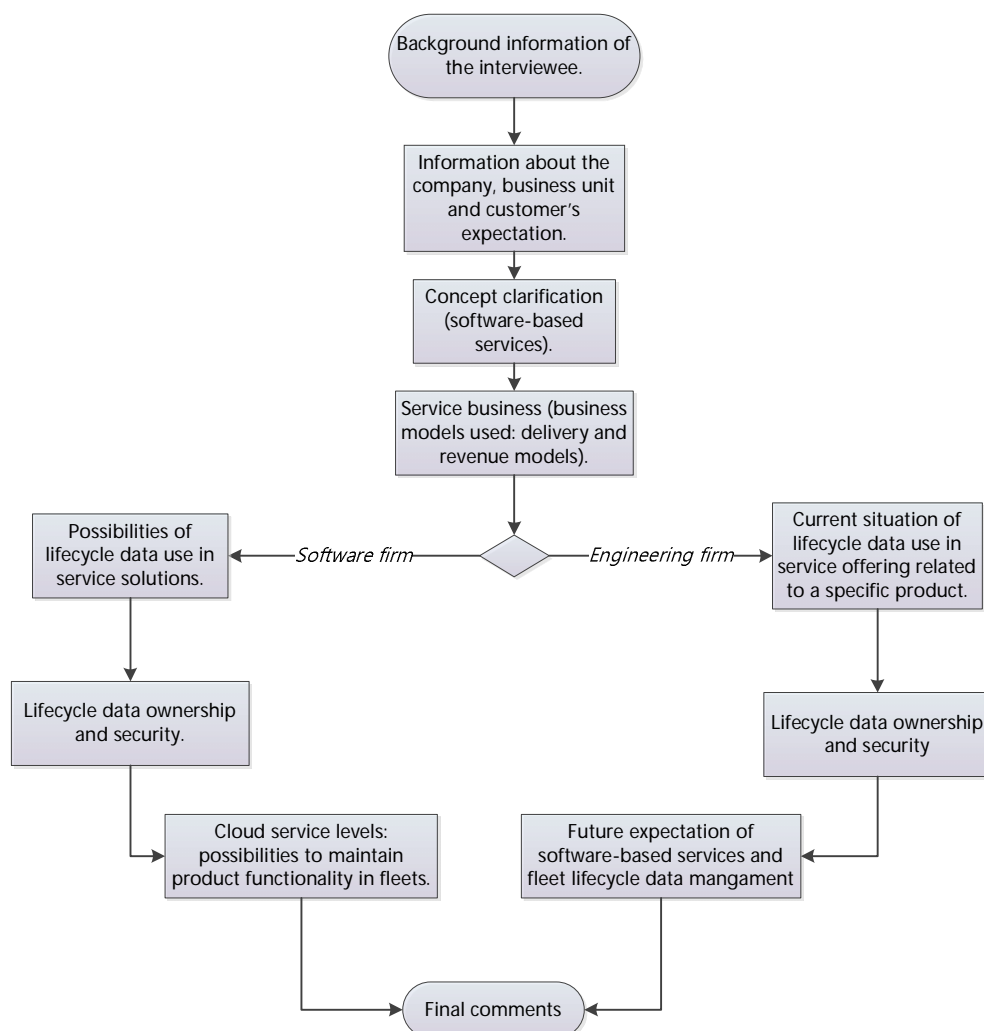 Background information of
the interviewee.
Information about the
company, business unit
and customer's
expectation.
Concept clarification
(software-based
services).
Service business (business
models used: delivery and
revenue models).
Software firm
Engineering firm
Possibilities of
lifecycle data use in
service solutions.
Lifecycle data ownership
and security.
Cloud service levels:
possibilities to maintain
product functionality in fleets.
Current situation of
lifecycle data use in
service offering related
to a specific product.
Lifecycle data ownership
and security
Future expectation of
software-based services and
fleet lifecycle data mangament
Final comments